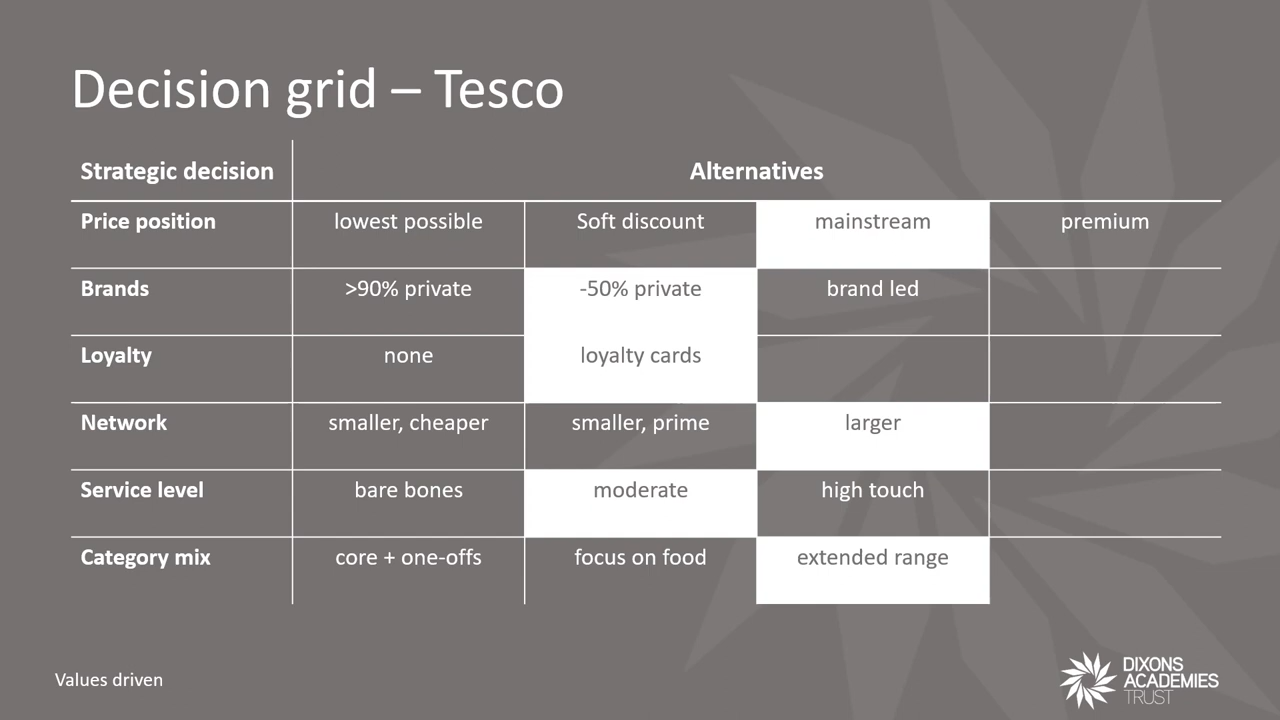 Decision grid – Tesco
Strategic decision Alternatives
Price position lowest possible Soft discount mainstream premium
Brands >90% private -50% private brand led
Loyalty none loyalty cards
Network smaller, cheaper smaller, prime larger
Service level bare bones moderate high touch
Category mix core + one-offs focus on food extended range
Values driven
DIXONS
ACADEMIES
TRUST